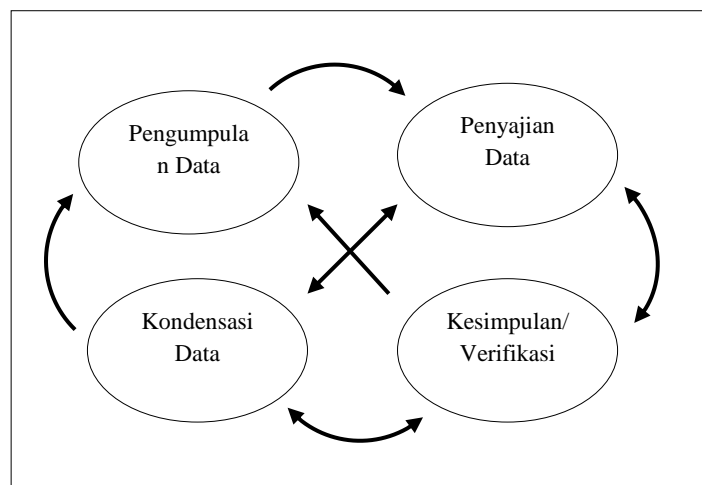 Pengumpula
n Data
Penyajian
Data
Kondensasi
Data
Kesimpulan/
Verifikasi